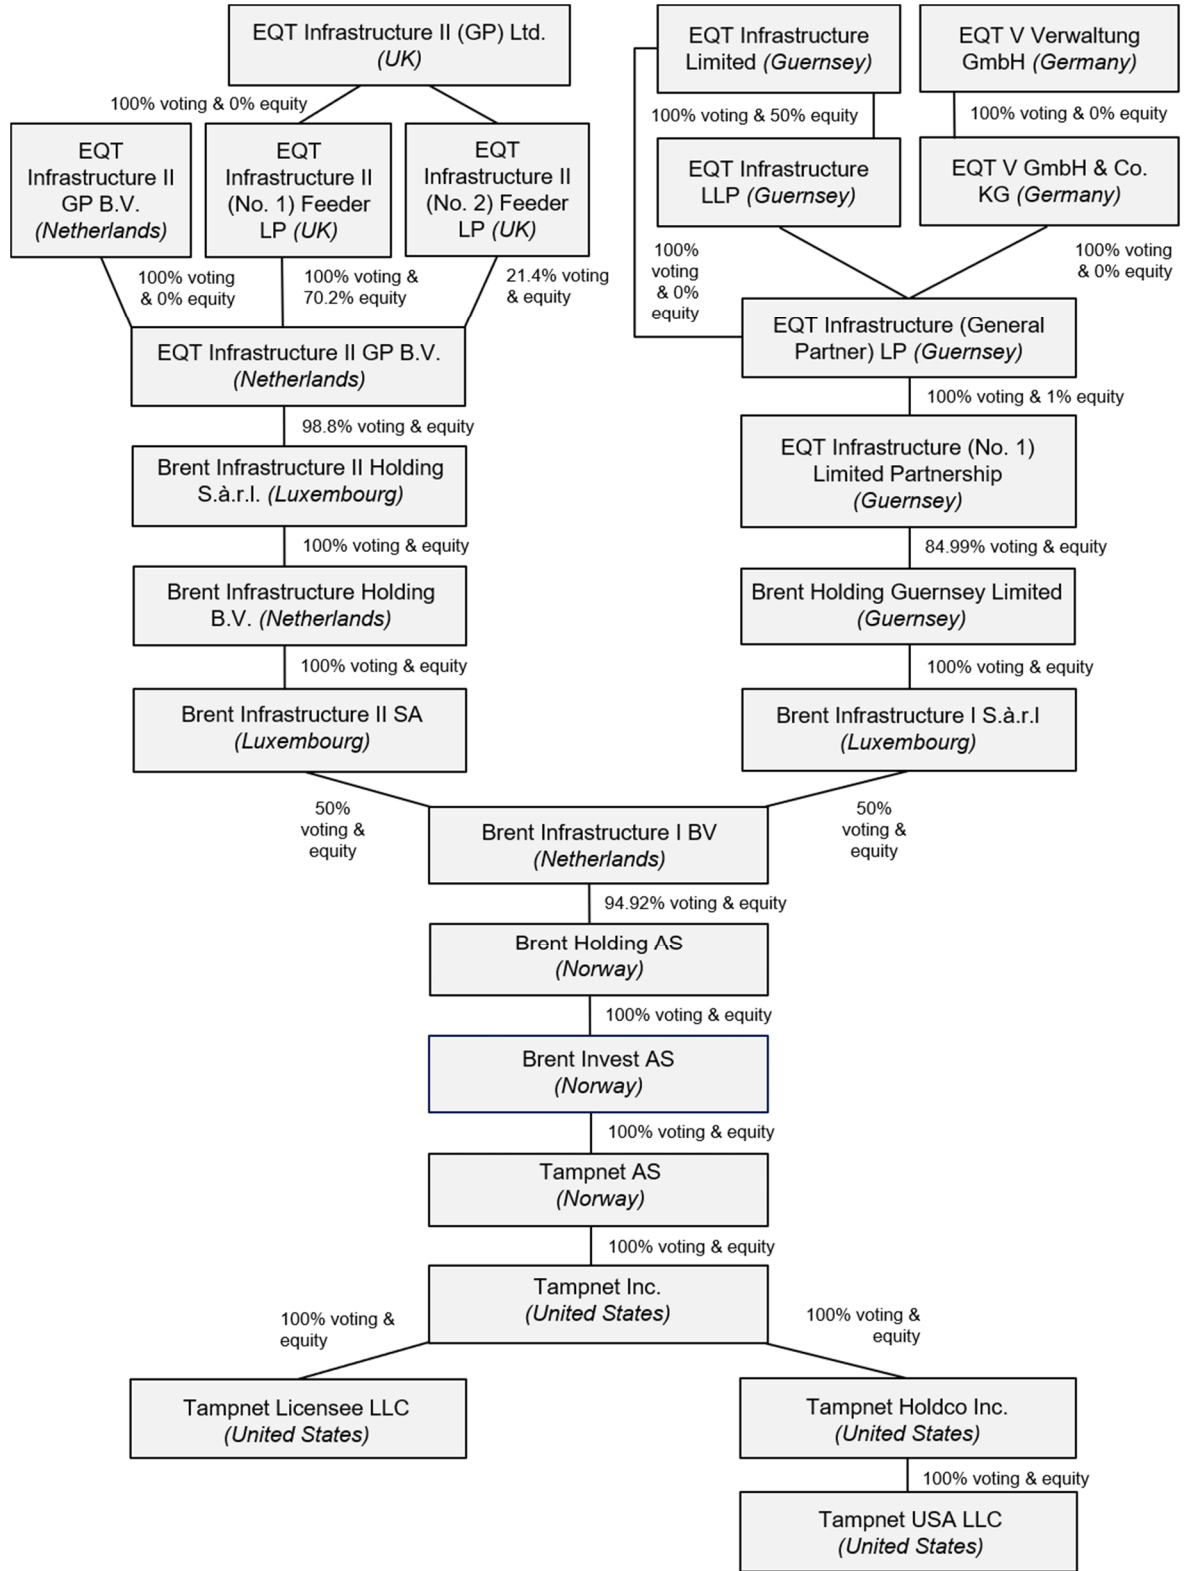 EQT Infrastructure II (GP) Ltd.
(UK)
EQT Infrastructure
Limited (Guernsey)
EQT V Verwaltung
GmbH (Germany)
100% voting & 0% equity
100% voting & 50% equity
100% voting & 0% equity
EQT
Infrastructure II
GP B.V.
(Netherlands)
EQT
Infrastructure II
(No. 1) Feeder
LP (UK)
EQT
Infrastructure II
(No. 2) Feeder
LP (UK)
EQT Infrastructure
LLP (Guernsey)
EQT V GmbH & Co.
KG (Germany)
100% voting
& 0% equity
100% voting &
70.2% equity
21.4% voting
& equity
100%
voting
& 0%
equity
100% voting
& 0% equity
EQT Infrastructure II GP B.V.
(Netherlands)
EQT Infrastructure (General
Partner) LP (Guernsey)
98.8% voting & equity
100% voting & 1% equity
Brent Infrastructure II Holding
S.à.r.l. (Luxembourg)
EQT Infrastructure (No. 1)
Limited Partnership
(Guernsey)
100% voting & equity
84.99% voting & equity
Brent Infrastructure Holding
B.V. (Netherlands)
Brent Holding Guernsey Limited
(Guernsey)
100% voting & equity
100% voting & equity
Brent Infrastructure II SA
(Luxembourg)
Brent Infrastructure I S.à.r.l
(Luxembourg)
50%
voting &
equity
50%
voting &
equity
Brent Infrastructure I BV
(Netherlands)
94.92% voting & equity
Brent Holding AS
(Norway)
100% voting & equity
Brent Invest AS
(Norway)
100% voting & equity
Tampnet AS
(Norway)
100% voting & equity
Tampnet Inc.
(United States)
100% voting &
equity
100% voting &
equity
Tampnet Licensee LLC
(United States)
Tampnet Holdco Inc.
(United States)
100% voting & equity
Tampnet USA LLC
(United States)